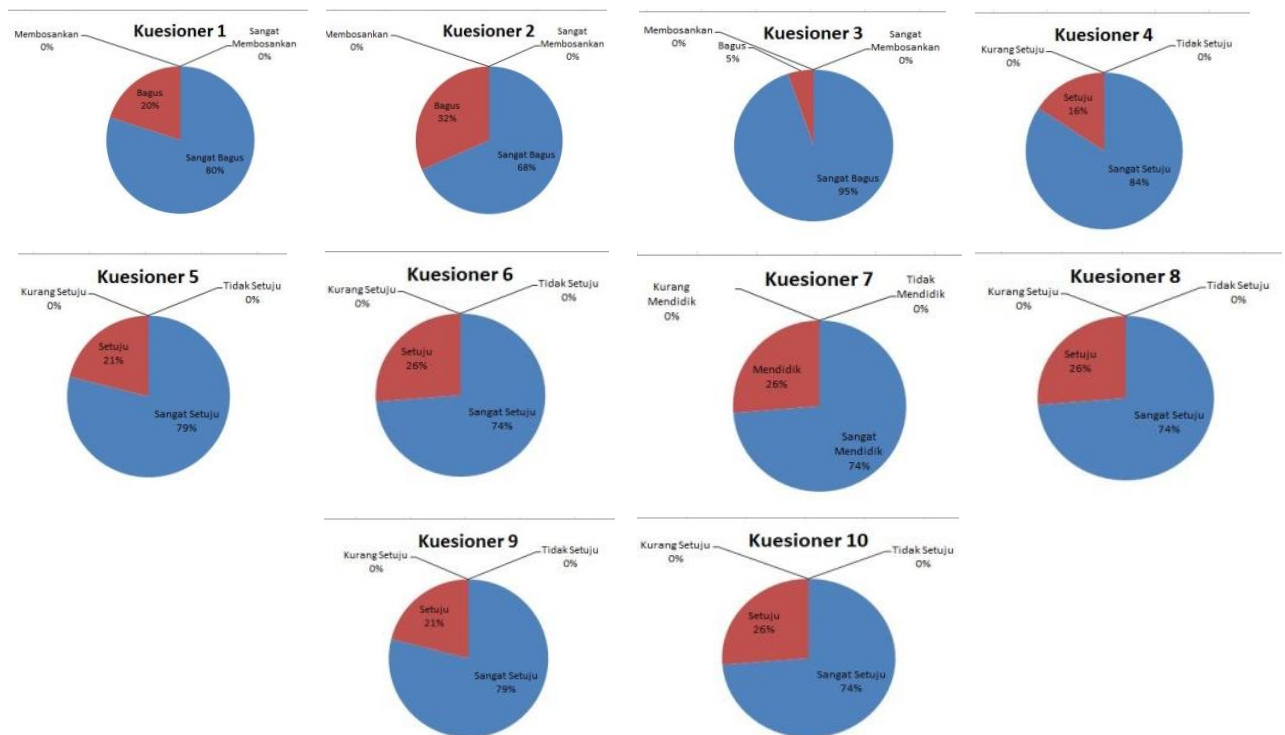 Kuesioner 1
Membosankan
0%
Sangat
Membosankan
0%
Bagus
20%
Sangat Bagus
80%
Kuesioner 2
Membosankan
0%
Sangat
Membosankan
0%
Bagus
32%
Sangat Bagus
68%
Kuesioner 3
Membosankan
0%
Bagus
5%
Sangat
Membosankan
0%
Sangat Bagus
95%
Kuesioner 4
Kurang Setuju
0%
Tidak Setuju
0%
Setuju
16%
Sangat Setuju
84%
Kuesioner 5
Kurang Setuju
0%
Tidak Setuju
0%
Setuju
21%
Sangat Setuju
79%
Kuesioner 6
Kurang Setuju
0%
Tidak Setuju
0%
Setuju
26%
Sangat Setuju
74%
Kuesioner 7
Kurang
Mendidik
0%
Tidak
Mendidik
0%
Mendidik
26%
Sangat
Mendidik
74%
Kuesioner 8
Kurang Setuju
0%
Tidak Setuju
0%
Setuju
26%
Sangat Setuju
74%
Kuesioner 9
Kurang Setuju
0%
Tidak Setuju
0%
Setuju
21%
Sangat Setuju
79%
Kuesioner 10
Kurang Setuju
0%
Tidak Setuju
0%
Setuju
26%
Sangat Setuju
74%